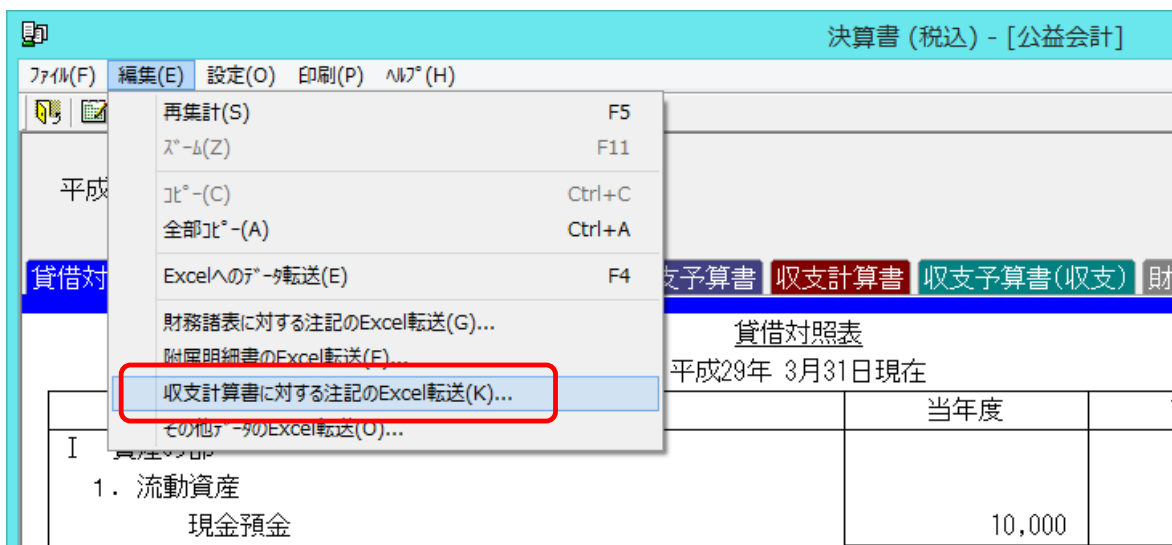 決算書 (税込) - [公益会計]
ﾌｧｲﾙ(F) 編集(E) 設定(O) 印刷(P) ﾍﾙﾌﾟ(H)
再集計(S) F5
ｽﾞｰﾑ(Z) F11
平成
ｺﾋﾟｰ(C) Ctrl+C
全部ｺﾋﾟｰ(A) Ctrl+A
貸借対 Excelへのﾃﾞｰﾀ転送(E) F4 支予算書 収支計算書 収支予算書(収支) 財
財務諸表に対する注記のExcel転送(G)...
貸借対照表
附属明細書のExcel転送(F)...
平成29年 3月31日現在
収支計算書に対する注記のExcel転送(K)...
当年度
その他ﾃﾞｰﾀのExcel転送(O)...
Ⅰ 資産の部
1. 流動資産
現金預金 10,000